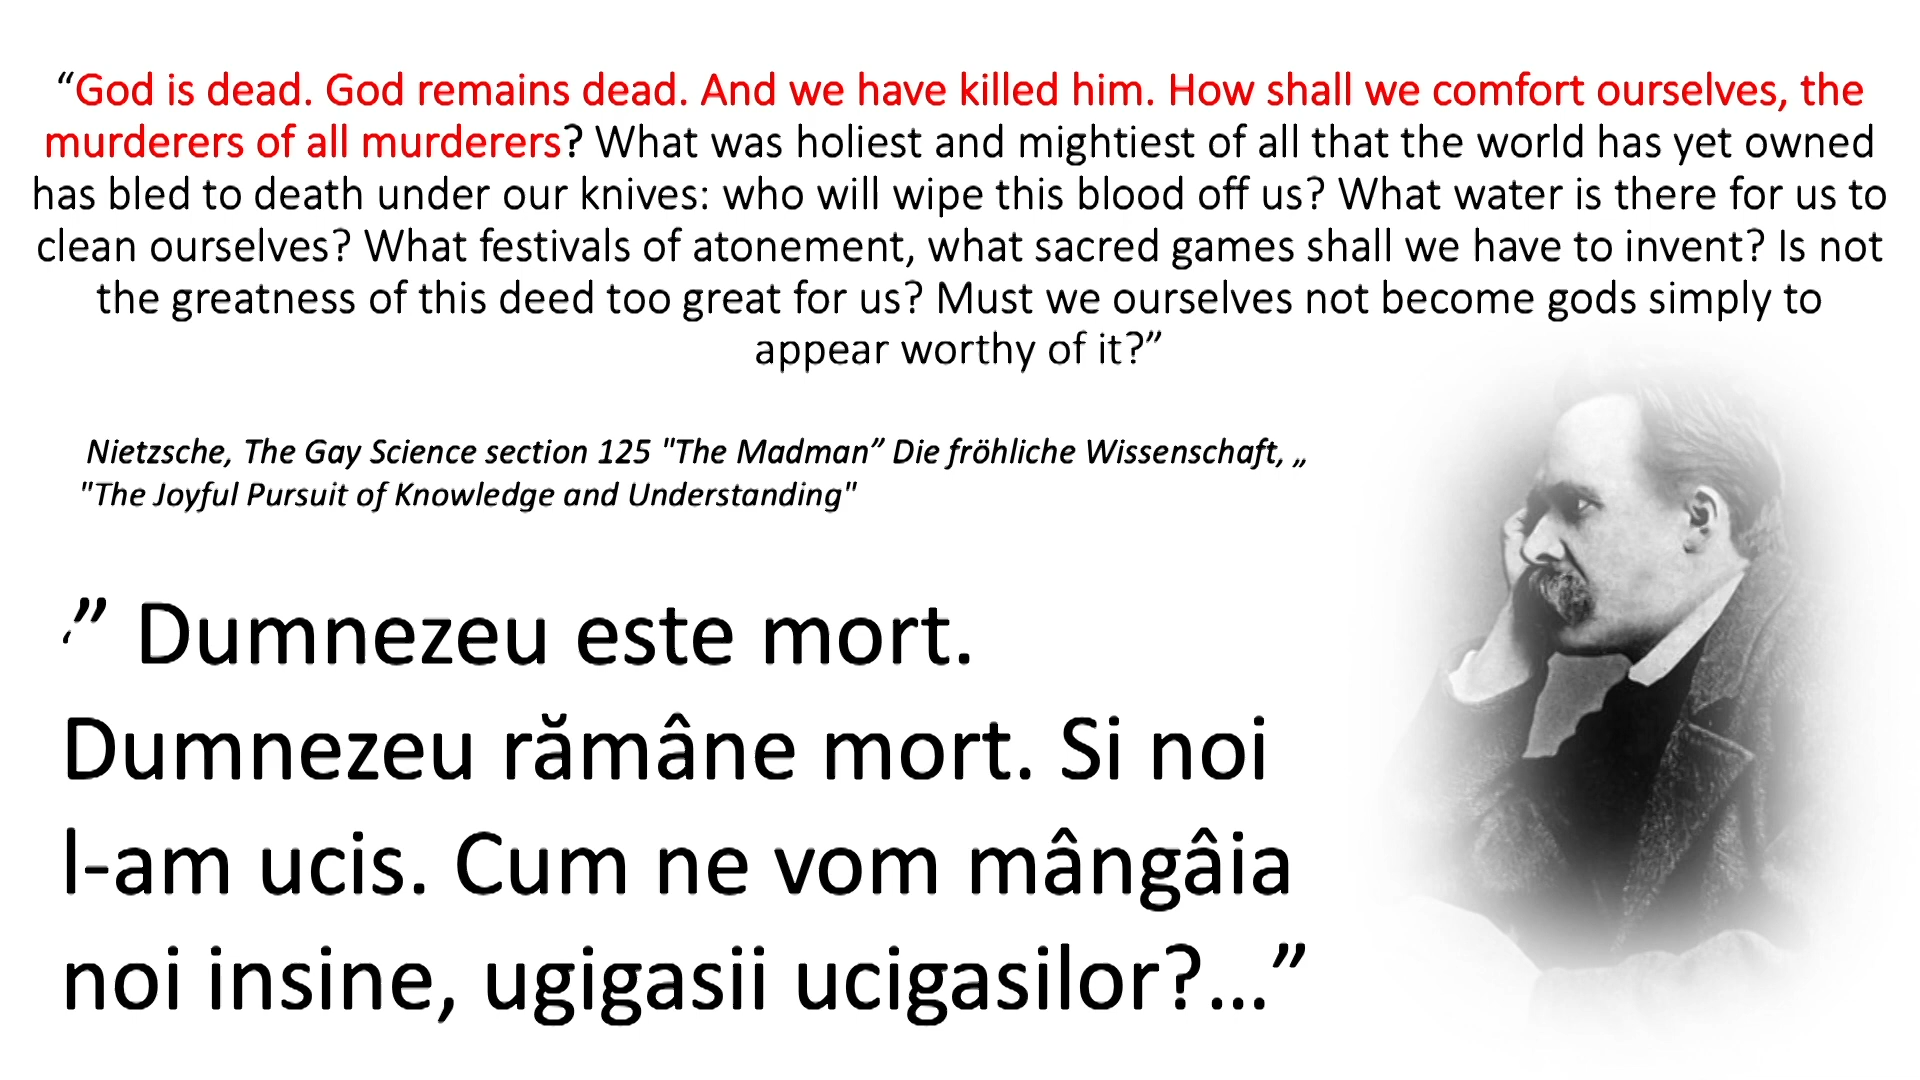 “God is dead. God remains dead. And we have killed him. How shall we comfort ourselves, the
murderers of all murderers? What was holiest and mightiest of all that the world has yet owned
has bled to death under our knives: who will wipe this blood off us? What water is there for us to
clean ourselves? What festivals of atonement, what sacred games shall we have to invent? Is not
the greatness of this deed too great for us? Must we ourselves not become gods simply to
appear worthy of it?”
Nietzsche, The Gay Science section 125 "The Madman” Die fröhliche Wissenschaft, „
"The Joyful Pursuit of Knowledge and Understanding"
” Dumnezeu este mort.
Dumnezeu rămâne mort. Si noi
l-am ucis. Cum ne vom mângâia
noi insine, ugigasii ucigasilor?...”